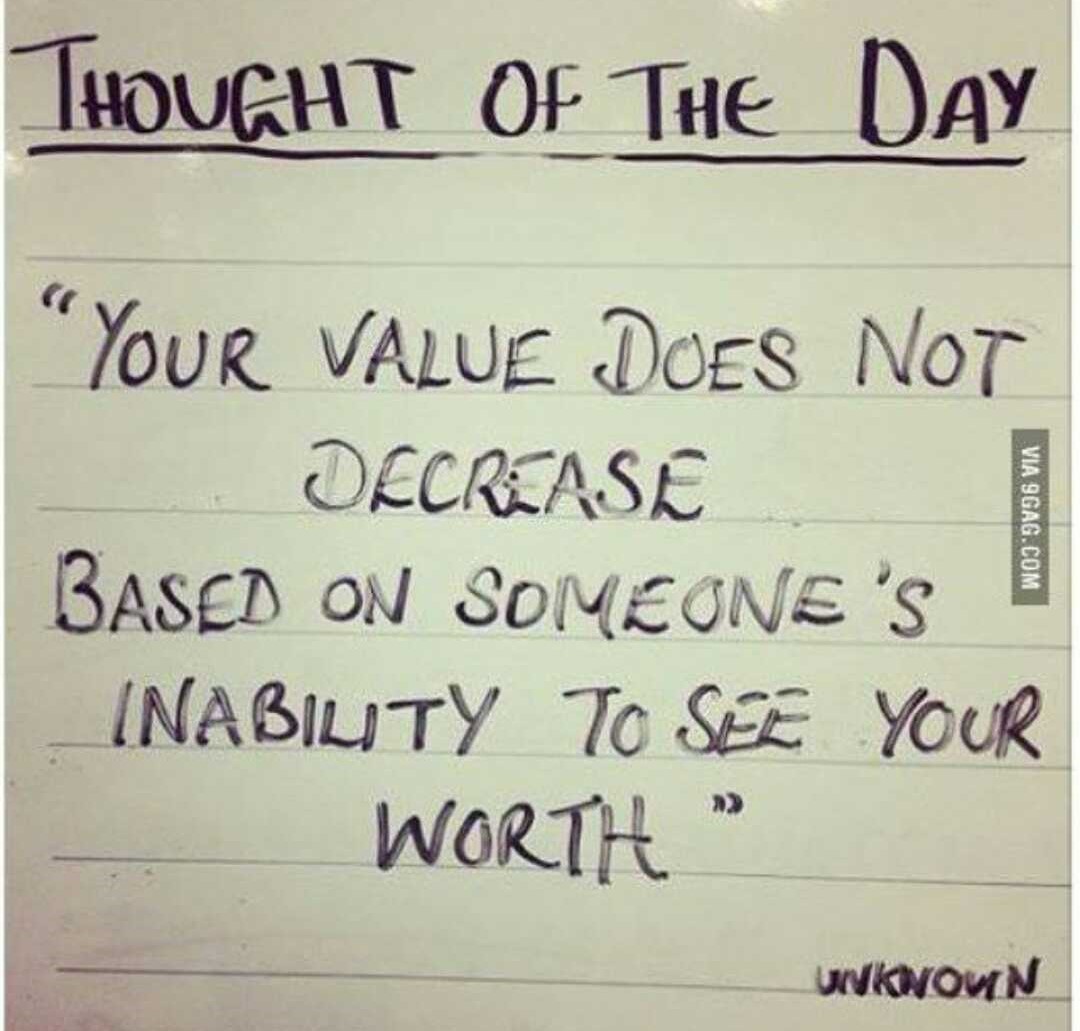 THOUGHT OF THE DAY
"YOUR VALUE DOES NOT
DECREASE
BASED ON SOMEONE'S
INABILITY TO SEE YOUR
WORTH"
UNKNOWN
VIA 9GAG.COM